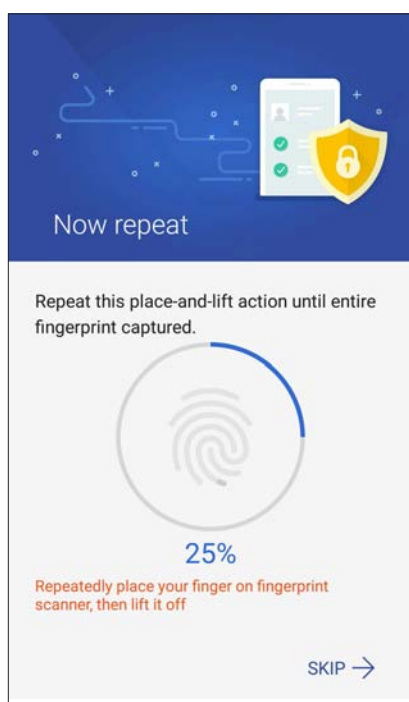 Now repeat
Repeat this place-and-lift action until entire
fingerprint captured.
25%
Repeatedly place your finger on fingerprint
scanner, then lift it off
SKIP